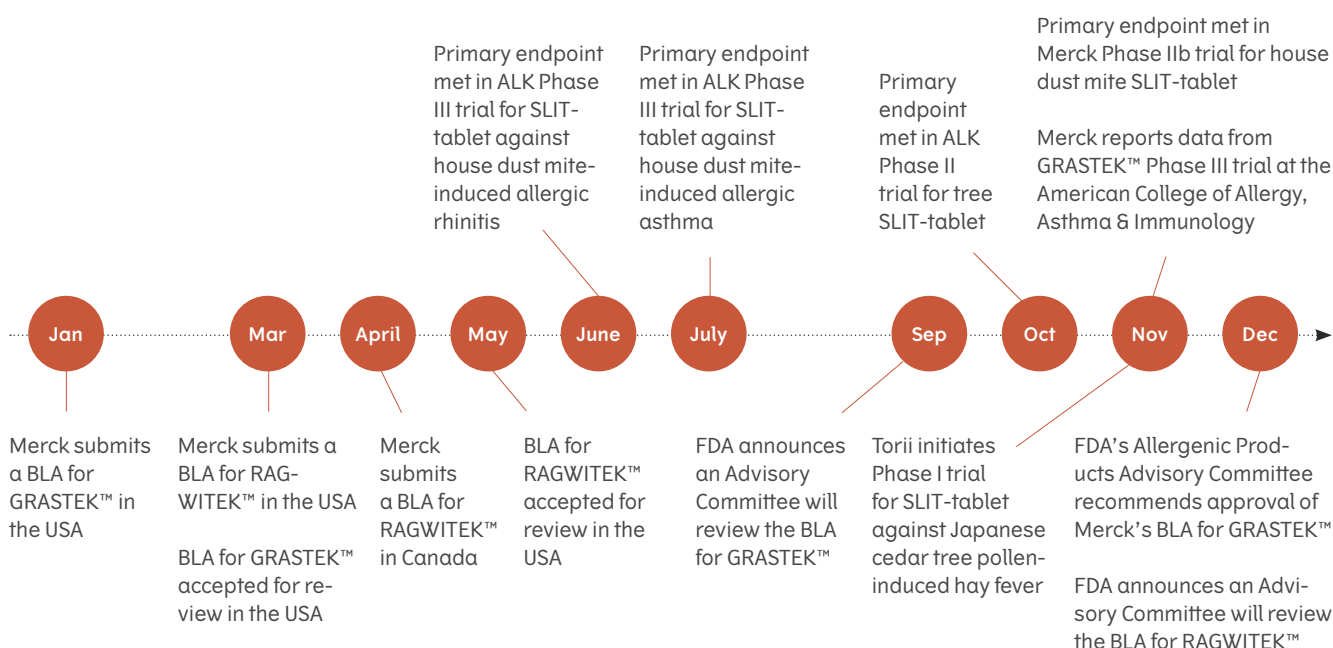 Primary endpoint
met in ALK Phase
III trial for SLIT-
tablet against
house dust mite-
induced allergic
rhinitis
Primary endpoint
met in ALK Phase
III trial for SLIT-
tablet against
house dust mite-
induced allergic
asthma
Primary
endpoint
met in ALK
Phase II
trial for tree
SLIT-tablet
Primary endpoint met in
Merck Phase IIb trial for house
dust mite SLIT-tablet
Merck reports data from
GRASTEK™ Phase III trial at the
American College of Allergy,
Asthma & Immunology
Jan
Mar
April
May
June
July
Sep
Oct
Nov
Dec
Merck submits
a BLA for
GRASTEK™ in
the USA
Merck submits a
BLA for RAG-
WITEK™ in the USA
BLA for GRASTEK™
accepted for re-
view in the USA
Merck
submits
a BLA for
RAGWITEK™
in Canada
BLA for
RAGWITEK™
accepted for
review in the
USA
FDA announces
an Advisory
Committee will
review the BLA
for GRASTEK™
Torii initiates
Phase I trial
for SLIT-tablet
against Japanese
cedar tree pollen-
induced hay fever
FDA's Allergenic Prod-
ucts Advisory Committee
recommends approval of
Merck's BLA for GRASTEK™
FDA announces an Advi-
sory Committee will review
the BLA for RAGWITEK™